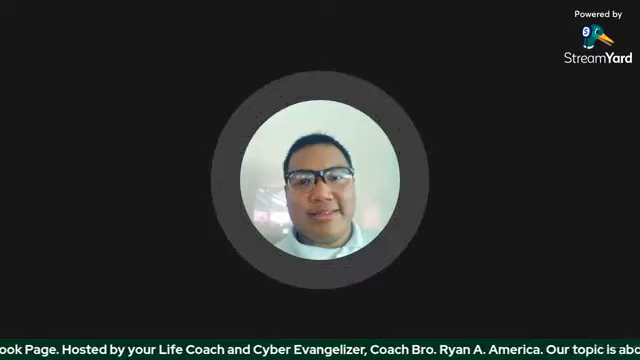 Powered by
StreamYard
ook Page. Hosted by your Life Coach and Cyber Evangelizer, Coach Bro. Ryan A. America. Our topic is abo